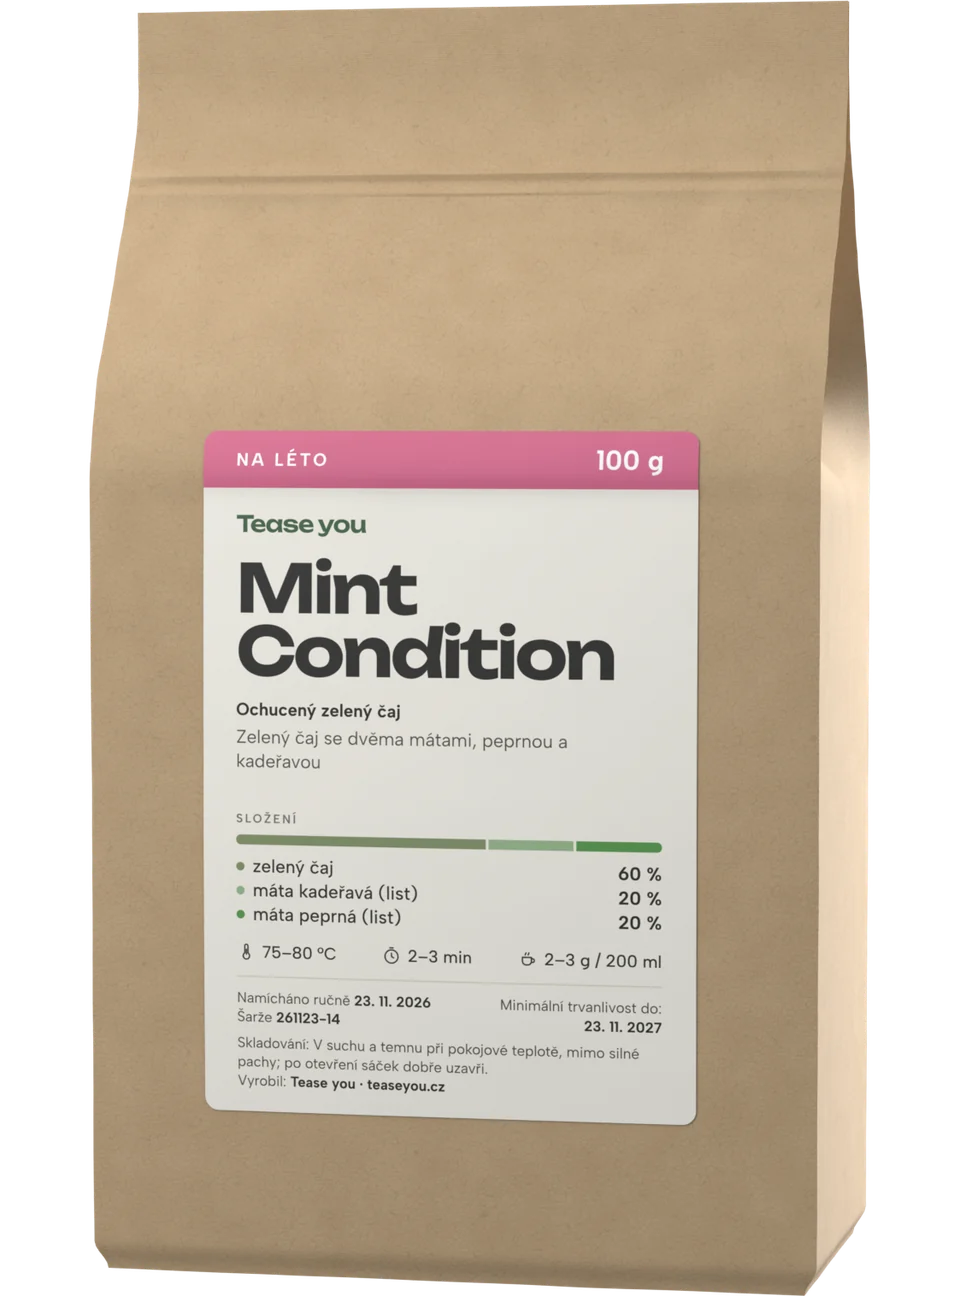 NA LÉTO
100 g
Tease you
Mint
Condition
Ochucený zelený čaj
Zelený čaj se dvěma mátami, peprnou a
kadeřavou
SLOŽENÍ
zelený čaj 60 %
máta kadeřavá (list) 20 %
máta peprná (list) 20 %
75–80 °C 2–3 min 2–3 g / 200 ml
Namícháno ručně 23. 11. 2026
Šarže 261123-14
Minimální trvanlivost do:
23. 11. 2027
Skladování: V suchu a temnu při pokojové teplotě, mimo silné
pachy; po otevření sáček dobře uzavři.
Vyrobil: Tease you · teaseyou.cz